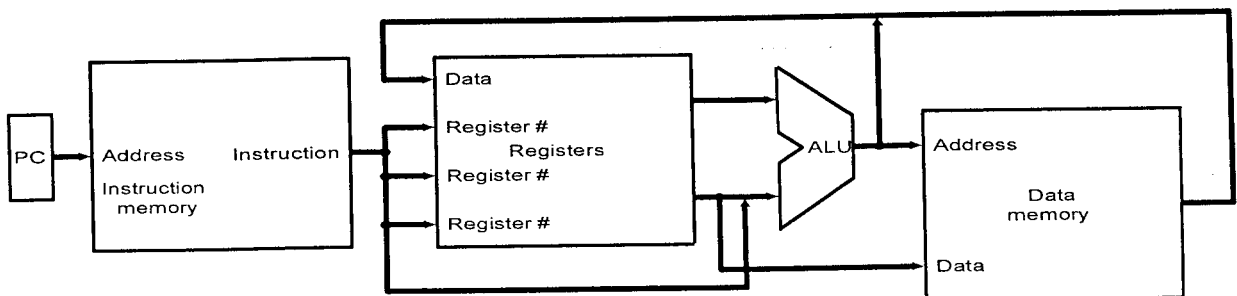 PC
Address
Instruction
Instruction
memory
Data
Register #
Registers
Register #
Register #
ALU
Address
Data
memory
Data